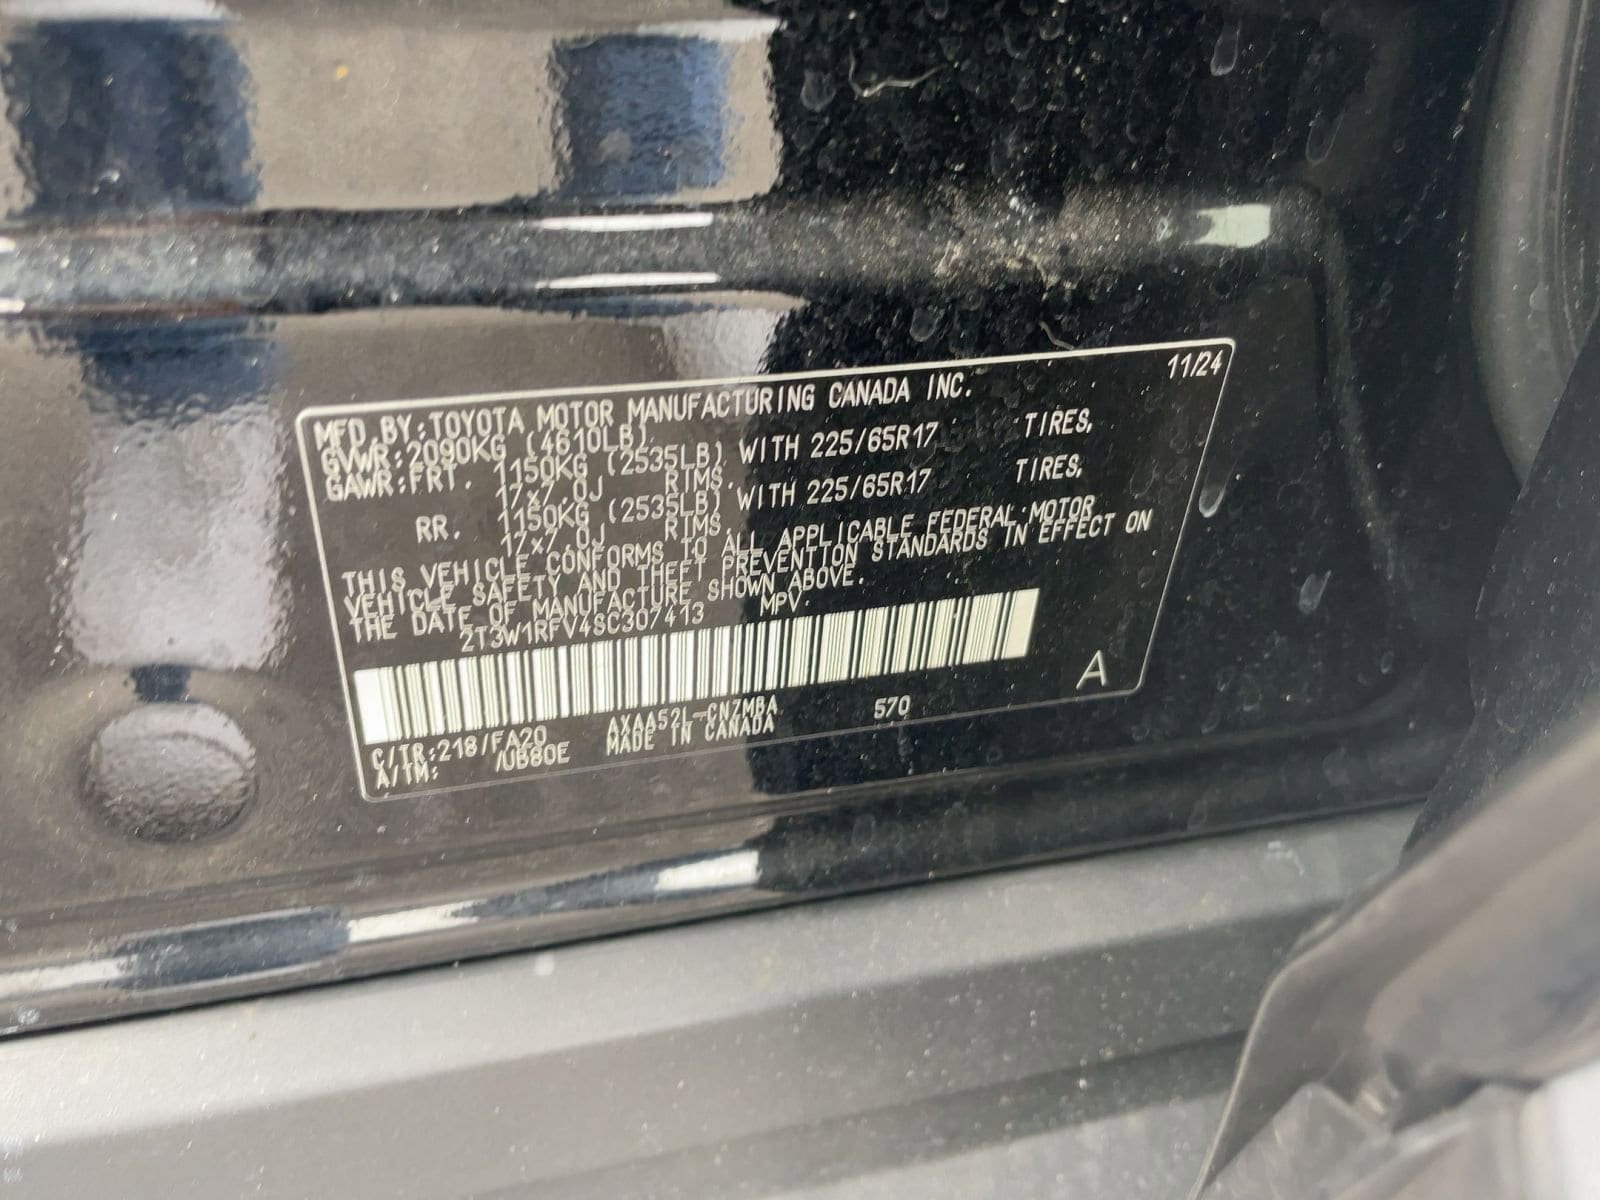 11/24
MFD.BY:TOYOTA MOTOR MANUFACTURING CANADA INC.
GVWR:2090KG (4610LB)
GAWR:FRT. 1150KG (2535LB) WITH 225/65R17 TIRES,
17x7.0J RIMS.
RR. 1150KG (2535LB) WITH 225/65R17 TIRES,
17x7.0J RIMS.
THIS VEHICLE CONFORMS TO ALL APPLICABLE FEDERAL MOTOR
VEHICLE SAFETY AND THEFT PREVENTION STANDARDS IN EFFECT ON
THE DATE OF MANUFACTURE SHOWN ABOVE.
2T3W1RFV4SC307413 MPV
A
C/TR:218/FA20 AXAA52L-CNZMBA 570
A/TM: /UB80E MADE IN CANADA